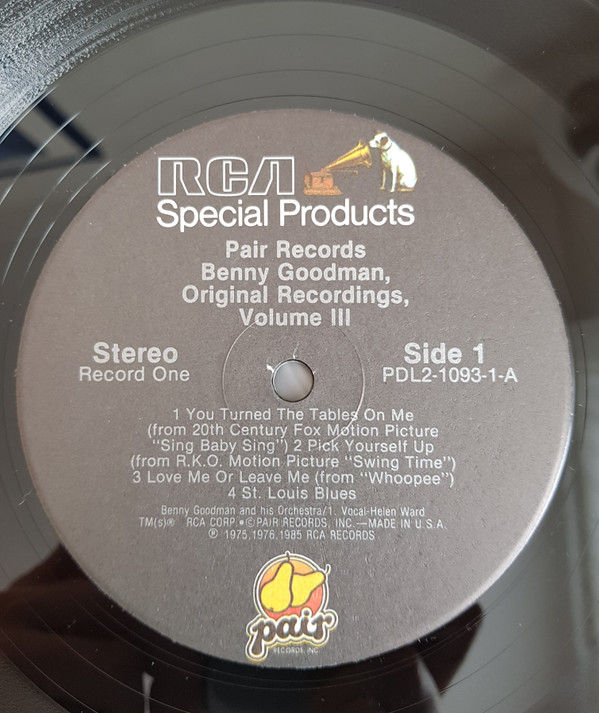 RCA
Special Products
Pair Records
Benny Goodman,
Original Recordings,
Volume III
Stereo
Record One
Side 1
PDL2-1093-1-A
1 You Turned The Tables On Me
(from 20th Century Fox Motion Picture
"Sing Baby Sing") 2 Pick Yourself Up
(from R.K.O. Motion Picture "Swing Time")
3 Love Me Or Leave Me (from "Whoopee")
4 St. Louis Blues
Benny Goodman and his Orchestra/1. Vocal-Helen Ward
TM(s)® RCA CORP.•©PAIR RECORDS, INC.—MADE IN U.S.A.
℗ 1975,1976,1985 RCA RECORDS
pair
RECORDS, INC.